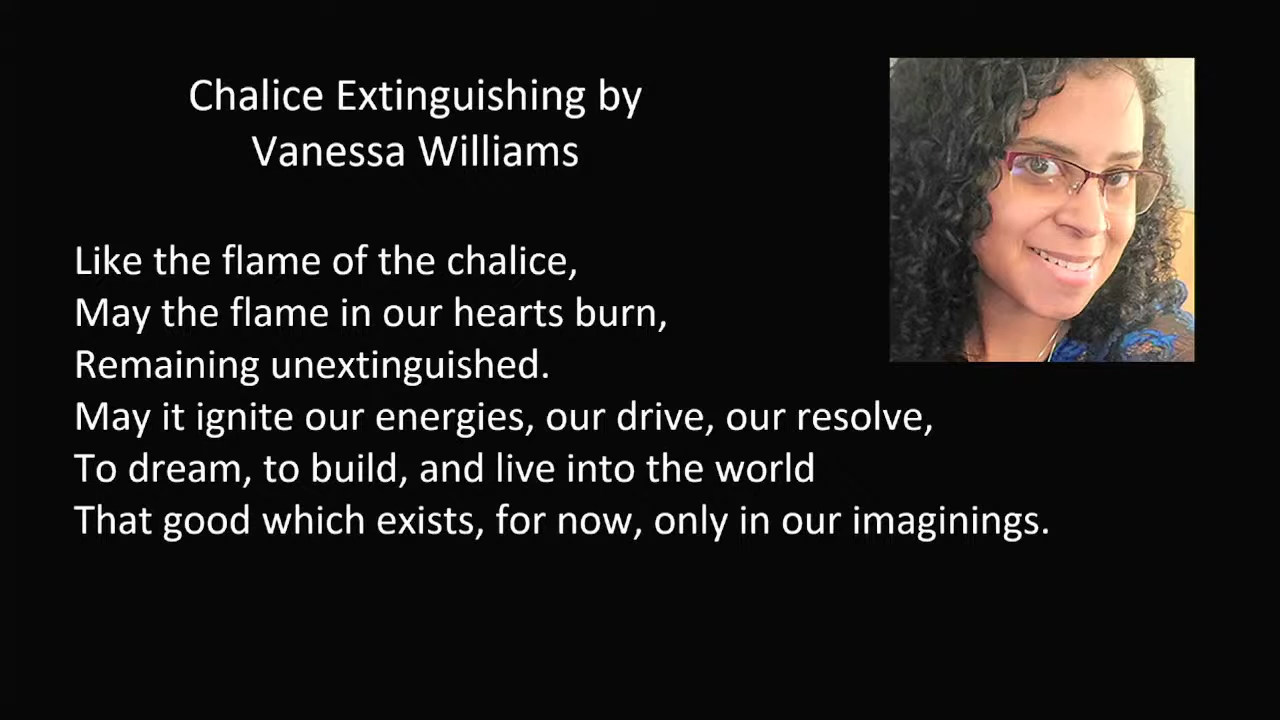 Chalice Extinguishing by
Vanessa Williams
Like the flame of the chalice,
May the flame in our hearts burn,
Remaining unextinguished.
May it ignite our energies, our drive, our resolve,
To dream, to build, and live into the world
That good which exists, for now, only in our imaginings.